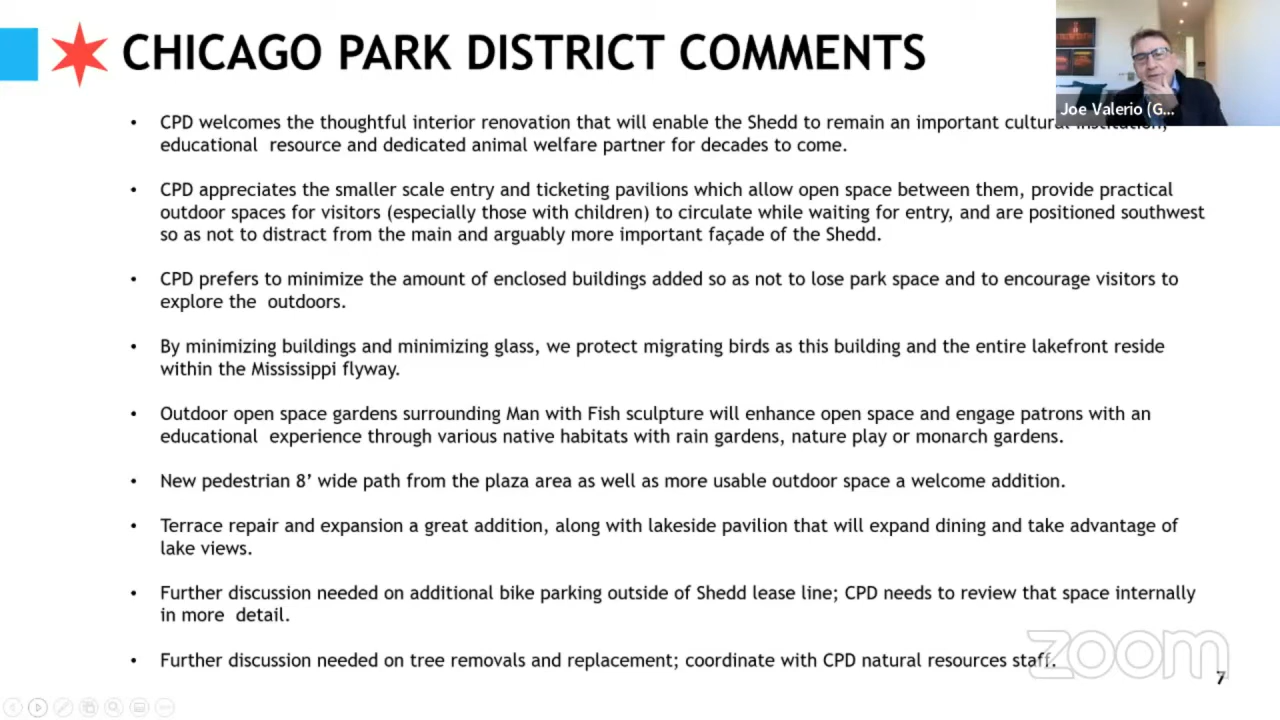 CHICAGO PARK DISTRICT COMMENTS
Joe Valerio (G...
• CPD welcomes the thoughtful interior renovation that will enable the Shedd to remain an important cultural institution,
educational resource and dedicated animal welfare partner for decades to come.
• CPD appreciates the smaller scale entry and ticketing pavilions which allow open space between them, provide practical
outdoor spaces for visitors (especially those with children) to circulate while waiting for entry, and are positioned southwest
so as not to distract from the main and arguably more important façade of the Shedd.
• CPD prefers to minimize the amount of enclosed buildings added so as not to lose park space and to encourage visitors to
explore the outdoors.
• By minimizing buildings and minimizing glass, we protect migrating birds as this building and the entire lakefront reside
within the Mississippi flyway.
• Outdoor open space gardens surrounding Man with Fish sculpture will enhance open space and engage patrons with an
educational experience through various native habitats with rain gardens, nature play or monarch gardens.
• New pedestrian 8’ wide path from the plaza area as well as more usable outdoor space a welcome addition.
• Terrace repair and expansion a great addition, along with lakeside pavilion that will expand dining and take advantage of
lake views.
• Further discussion needed on additional bike parking outside of Shedd lease line; CPD needs to review that space internally
in more detail.
• Further discussion needed on tree removals and replacement; coordinate with CPD natural resources staff.
zoom
7